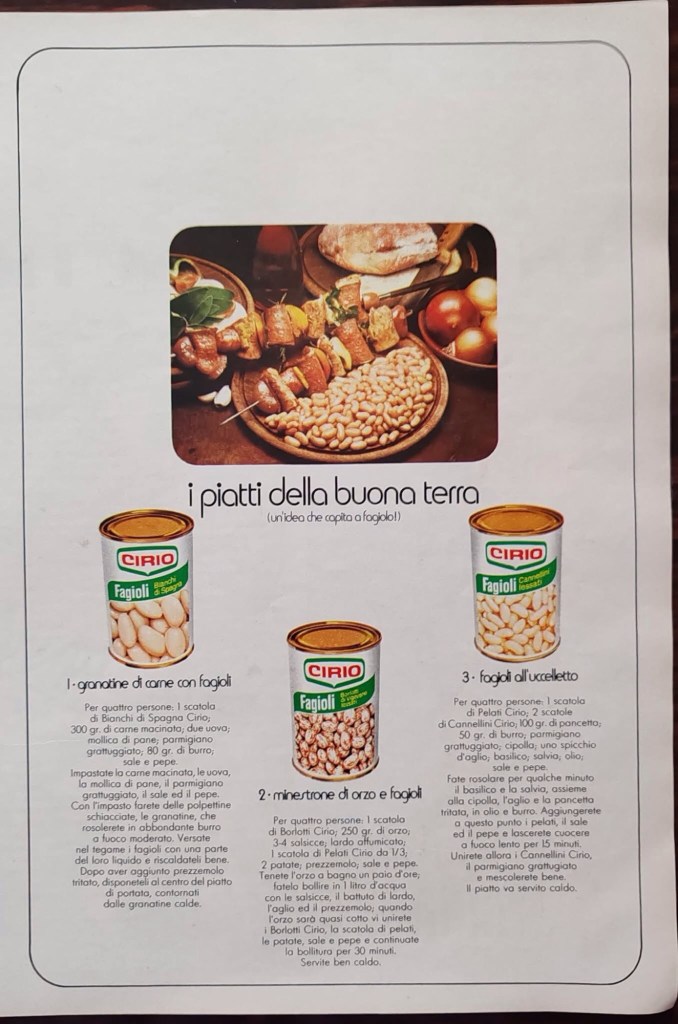 i piatti della buona terra
(un'idea che capita a fagiolo!)
CIRIO
Fagioli
Bianchi
di Spagna
CIRIO
Fagioli
Cannellini
lessati
CIRIO
Fagioli
Borlotti
1 - granatine di carne con fagioli
Per quattro persone: 1 scatola
di Bianchi di Spagna Cirio;
300 gr. di carne macinata; due uova;
mollica di pane; parmigiano
grattuggiato; 80 gr. di burro;
sale e pepe.
Impastate la carne macinata, le uova,
la mollica di pane, il parmigiano
grattugiato, il sale ed il pepe.
Con l'impasto farete delle polpettine
schiacciate, le granatine, che
rosolerete in abbondante burro
a fuoco moderato. Versate
nel tegame i fagioli con una parte
del loro liquido e riscaldateli bene.
Dopo aver aggiunto prezzemolo
tritato, disponeteli al centro del piatto
di portata, contornati
dalle granatine calde.
2 - minestrone di orzo e fagioli
Per quattro persone: 1 scatola
di Borlotti Cirio; 250 gr. di orzo;
3-4 salsicce; lardo affumicato;
1 scatola di Pelati Cirio da 1/3;
2 patate; prezzemolo; sale e pepe.
Tenete l'orzo a bagno un paio d'ore;
fatelo bollire in 1 litro d'acqua
con le salsicce, il battuto di lardo,
l'aglio ed il prezzemolo; quando
l'orzo sarà quasi cotto vi unirete
i Borlotti Cirio, la scatola di pelati,
le patate, sale e pepe e continuate
la bollitura per 30 minuti.
Servite ben caldo.
3 - fagioli all'uccelletto
Per quattro persone: 1 scatola
di Pelati Cirio; 2 scatole
di Cannellini Cirio; 100 gr. di pancetta;
50 gr. di burro; parmigiano
grattuggiato; cipolla; uno spicchio
d'aglio; basilico; salvia; olio;
sale e pepe.
Fate rosolare per qualche minuto
il basilico e la salvia, assieme
alla cipolla, l'aglio e la pancetta
tritata, in olio e burro. Aggiungerete
a questo punto i pelati, il sale
ed il pepe e lascerete cuocere
a fuoco lento per 15 minuti.
Unirete allora i Cannellini Cirio,
il parmigiano grattugiato
e mescolerete bene.
Il piatto va servito caldo.